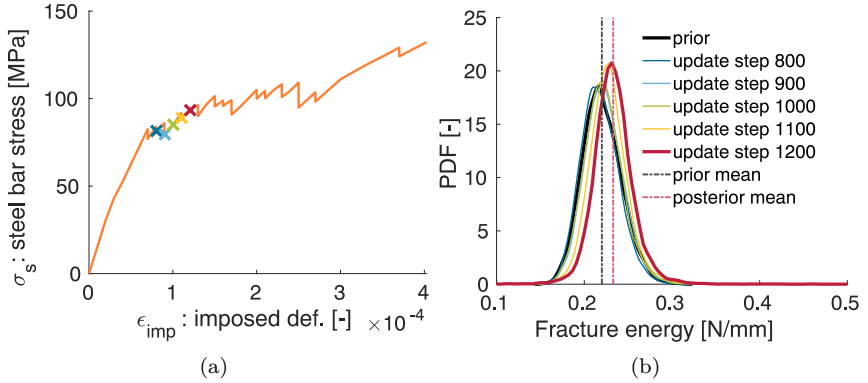 150
100
50
0
0
1
2
3
4
σs : steel bar stress [MPa]
ϵimp : imposed def. [-]
×10-4
(a)
25
20
15
10
5
0
0.1
0.2
0.3
0.4
0.5
PDF [-]
Fracture energy [N/mm]
prior
update step 800
update step 900
update step 1000
update step 1100
update step 1200
prior mean
posterior mean
(b)